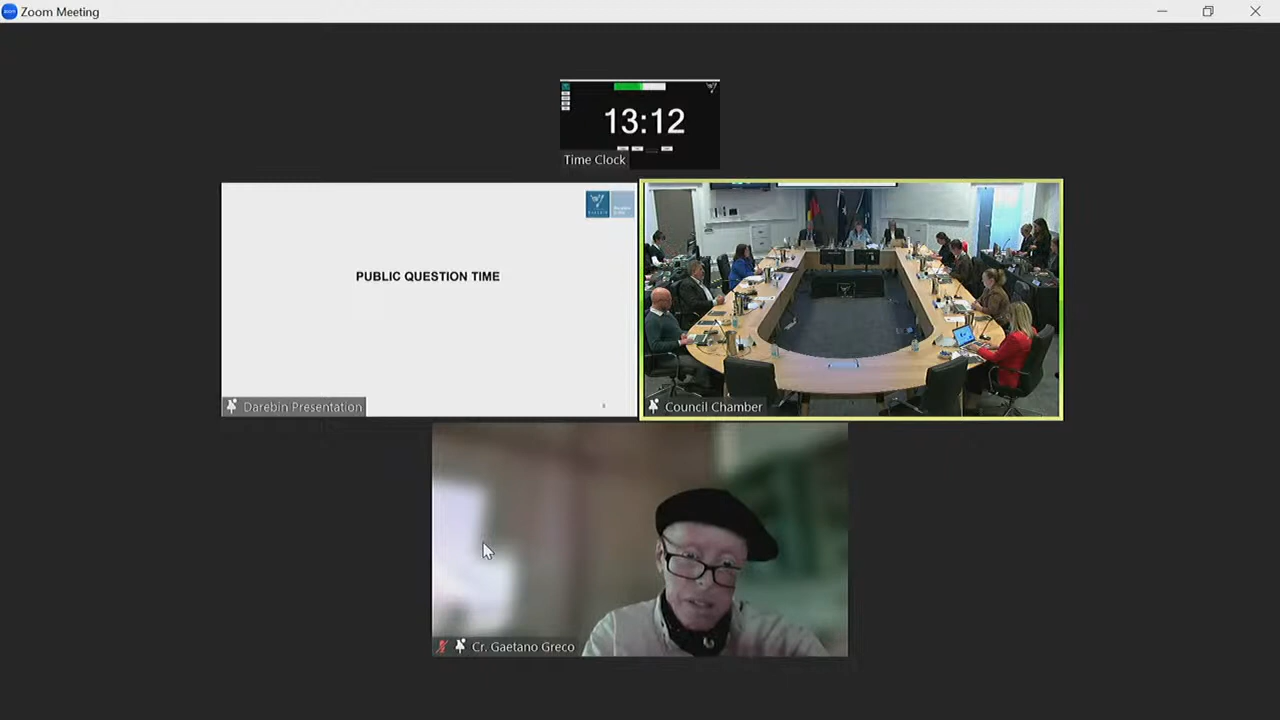 Zoom Meeting
13:12
Time Clock
PUBLIC QUESTION TIME
Darebin Presentation
Council Chamber
Cr. Gaetano Greco